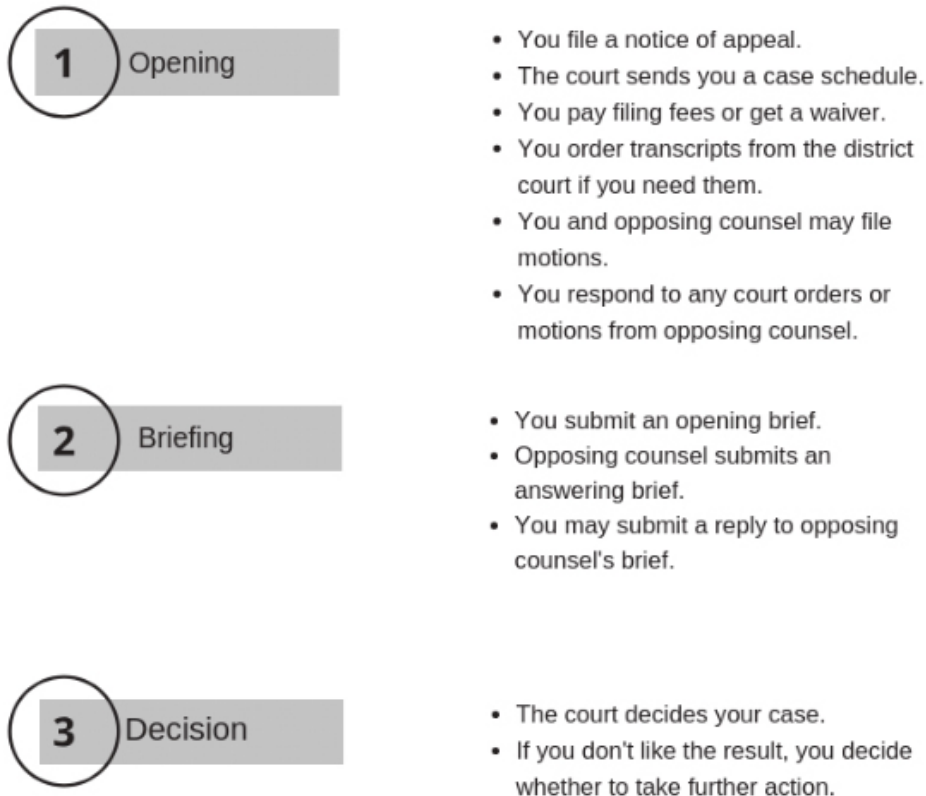 1 Opening
• You file a notice of appeal.
• The court sends you a case schedule.
• You pay filing fees or get a waiver.
• You order transcripts from the district
court if you need them.
• You and opposing counsel may file
motions.
• You respond to any court orders or
motions from opposing counsel.
2 Briefing
• You submit an opening brief.
• Opposing counsel submits an
answering brief.
• You may submit a reply to opposing
counsel's brief.
3 Decision
• The court decides your case.
• If you don't like the result, you decide
whether to take further action.